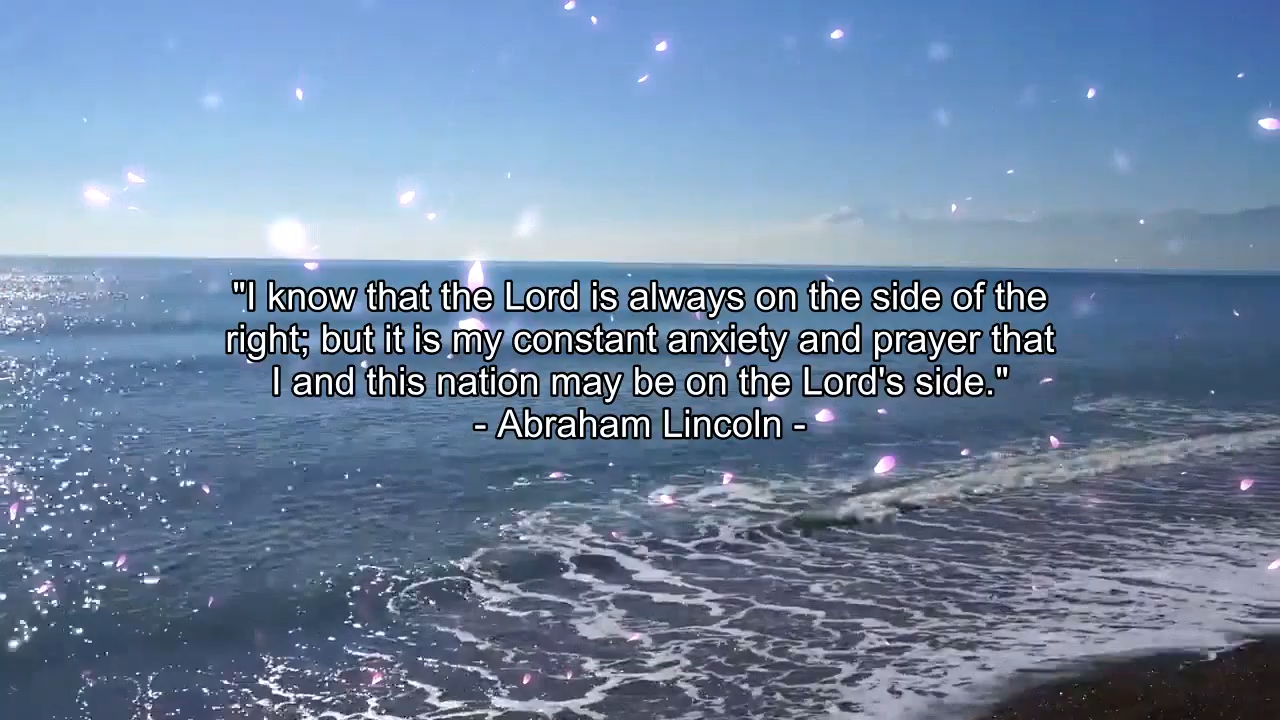 "I know that the Lord is always on the side of the
right; but it is my constant anxiety and prayer that
I and this nation may be on the Lord's side."
- Abraham Lincoln -